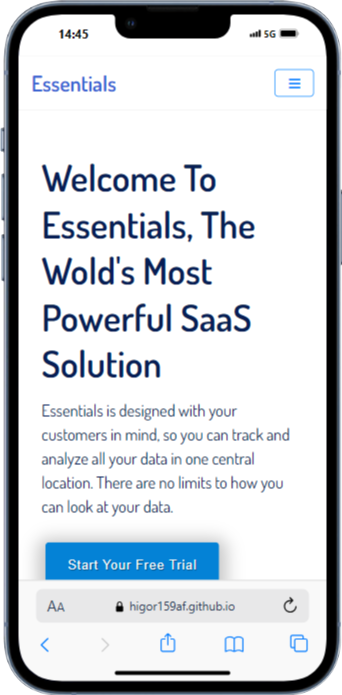 14:45
5G
Essentials
Welcome To
Essentials, The
Wold's Most
Powerful SaaS
Solution
Essentials is designed with your
customers in mind, so you can track and
analyze all your data in one central
location. There are no limits to how you
can look at your data.
Start Your Free Trial
AA
higor159af.github.io